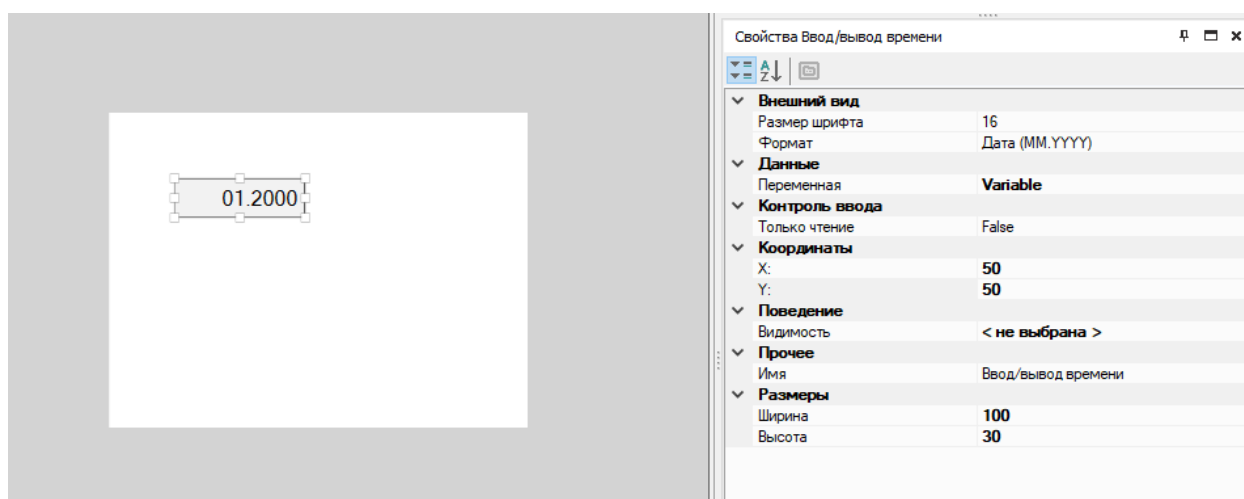 Свойства Ввод/вывод времени
01.2000
Внешний вид
Размер шрифта 16
Формат Дата (MM.YYYY)
Данные
Переменная Variable
Контроль ввода
Только чтение False
Координаты
X: 50
Y: 50
Поведение
Видимость < не выбрана >
Прочее
Имя Ввод/вывод времени
Размеры
Ширина 100
Высота 30